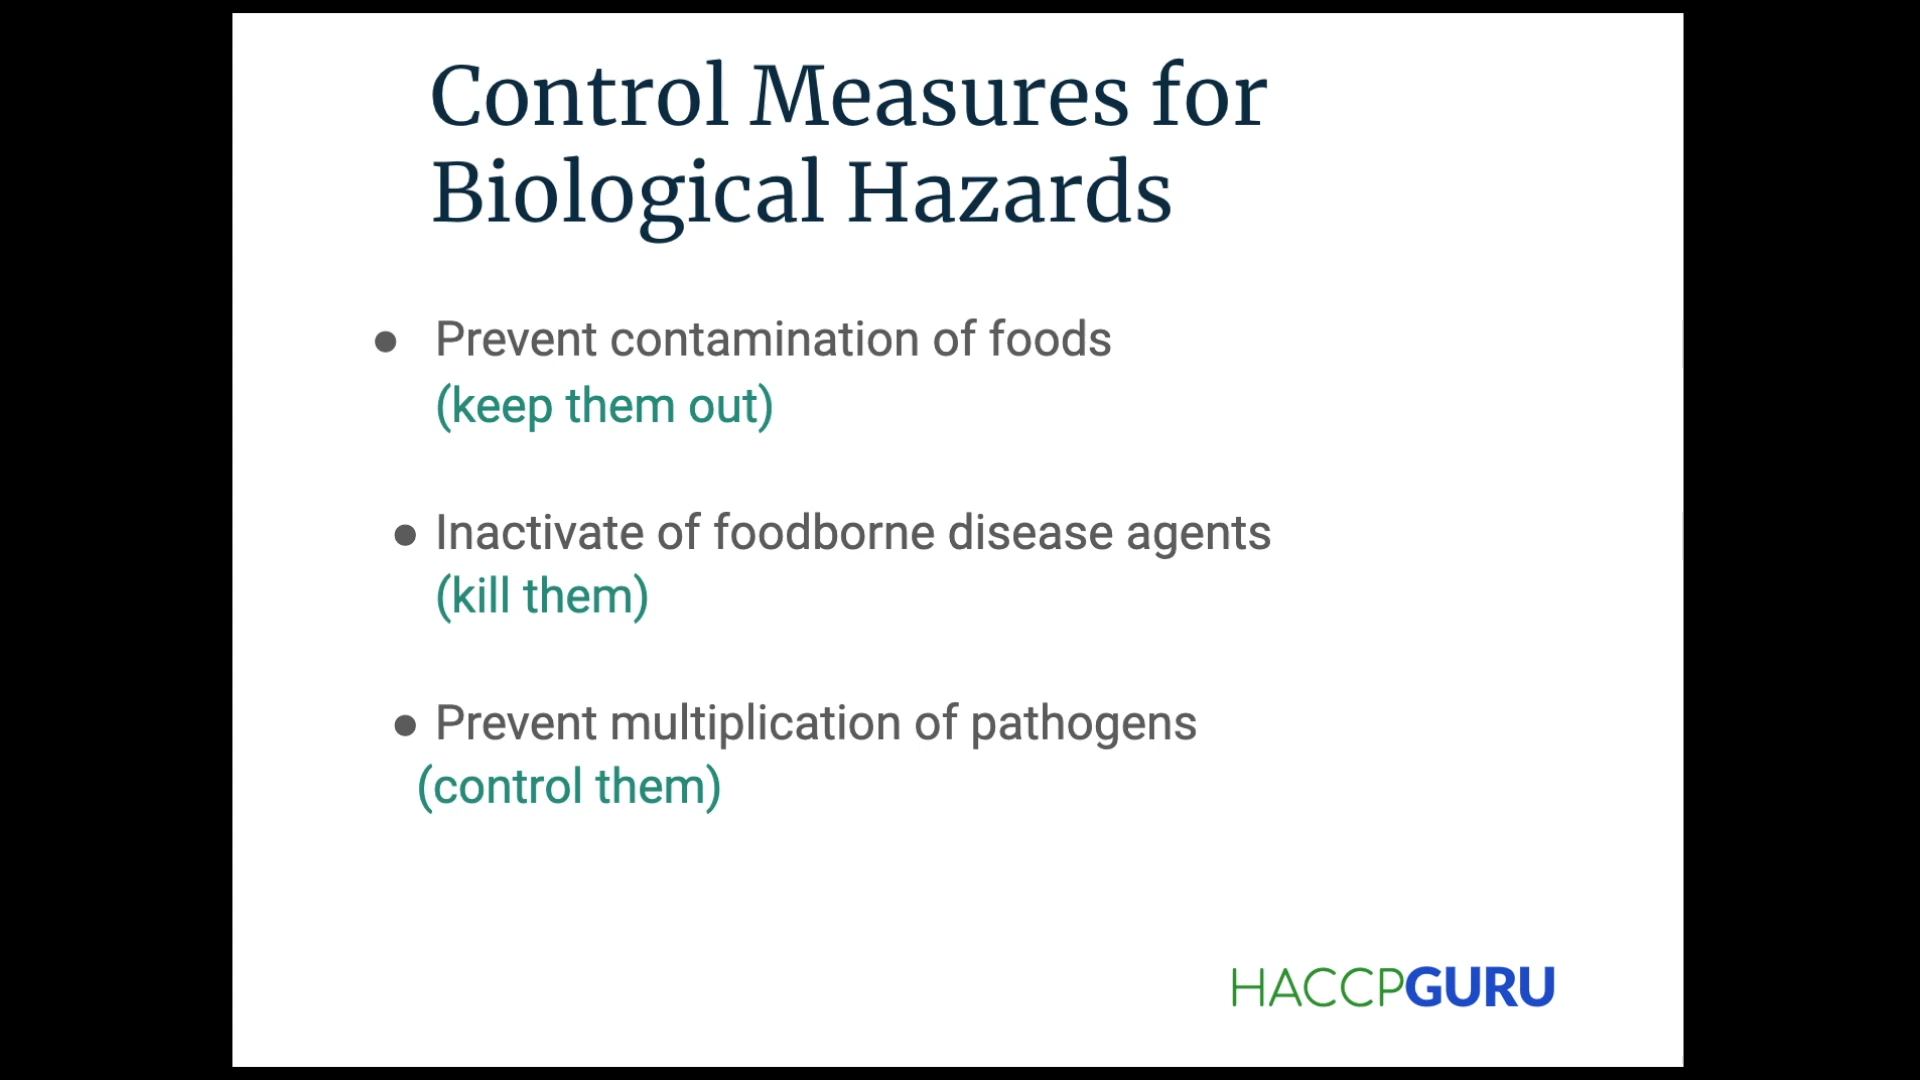 Control Measures for
Biological Hazards
● Prevent contamination of foods
(keep them out)
● Inactivate of foodborne disease agents
(kill them)
● Prevent multiplication of pathogens
(control them)
HACCPGURU